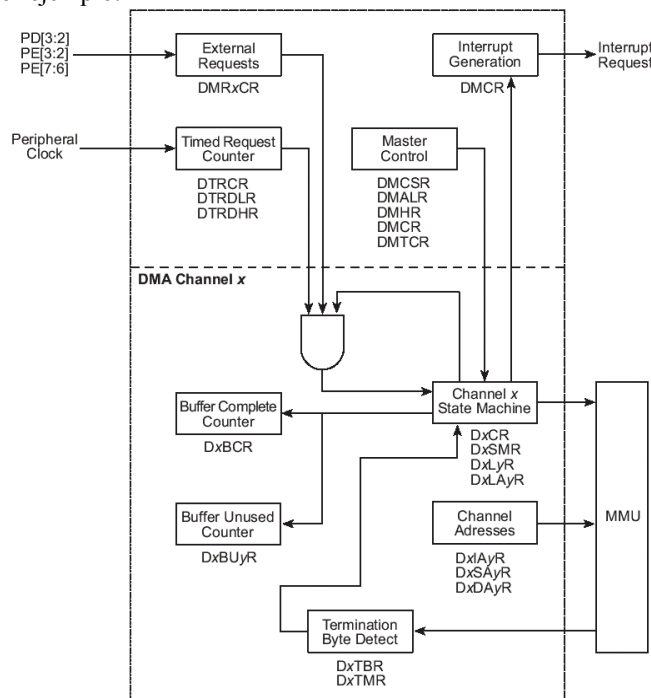 PD[3:2]
PE[3:2]
PE[7:6]
External
Requests
DMRxCR
Interrupt
Generation
DMCR
Interrupt
Request
Peripheral
Clock
Timed Request
Counter
DTRCR
DTRDLR
DTRDHR
Master
Control
DMCSR
DMALR
DMHR
DMCR
DMTCR
DMA Channel x
Buffer Complete
Counter
DxBCR
Channel x
State Machine
DxCR
DxSMR
DxLyR
DxLAyR
Buffer Unused
Counter
DxBUyR
Channel
Adresses
DxIAyR
DxSAyR
DxDAyR
MMU
Termination
Byte Detect
DxTBR
DxTMR